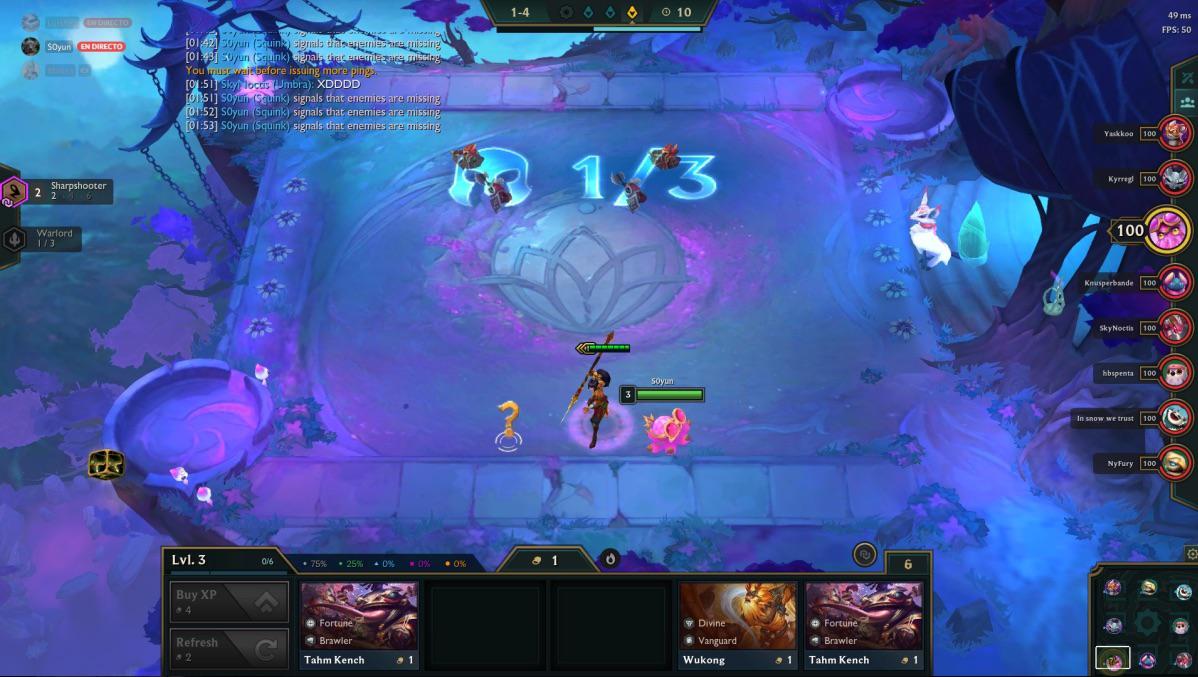 1-4
10
49 ms
FPS: 50
EN DIRECTO
S0yun EN DIRECTO
[01:42] S0yun (Squink) signals that enemies are missing
[01:43] S0yun (Squink) signals that enemies are missing
You must wait before issuing more pings.
[01:51] SkyNoctis (Umbra): XDDDD
[01:51] S0yun (Squink) signals that enemies are missing
[01:52] S0yun (Squink) signals that enemies are missing
[01:53] S0yun (Squink) signals that enemies are missing
1/3
2 Sharpshooter
Warlord
1 / 3
Yaskkoo 100
Kyrregl 100
100
Knusperbande 100
SkyNoctis 100
hbspenta 100
In snow we trust 100
NyFury 100
S0yun
3
Lvl. 3 0/6
75% 25% 0% 0% 0%
1
6
Buy XP
4
Refresh
2
Fortune
Brawler
Tahm Kench 1
Divine
Vanguard
Wukong 1
Fortune
Brawler
Tahm Kench 1